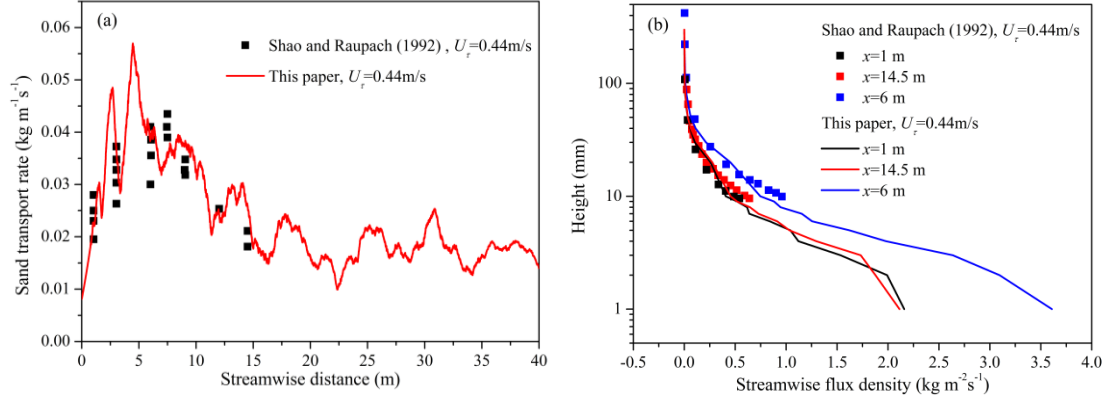 (a)
Shao and Raupach (1992) , Uτ=0.44m/s
This paper, Uτ=0.44m/s
0.06
0.05
0.04
0.03
0.02
0.01
0.00
Sand transport rate (kg m⁻¹s⁻¹)
0
5
10
15
20
25
30
35
40
Streamwise distance (m)
(b)
Shao and Raupach (1992), Uτ=0.44m/s
x=1 m
x=14.5 m
x=6 m
This paper, Uτ=0.44m/s
x=1 m
x=14.5 m
x=6 m
100
10
1
Height (mm)
-0.5
0.0
0.5
1.0
1.5
2.0
2.5
3.0
3.5
4.0
Streamwise flux density (kg m⁻²s⁻¹)